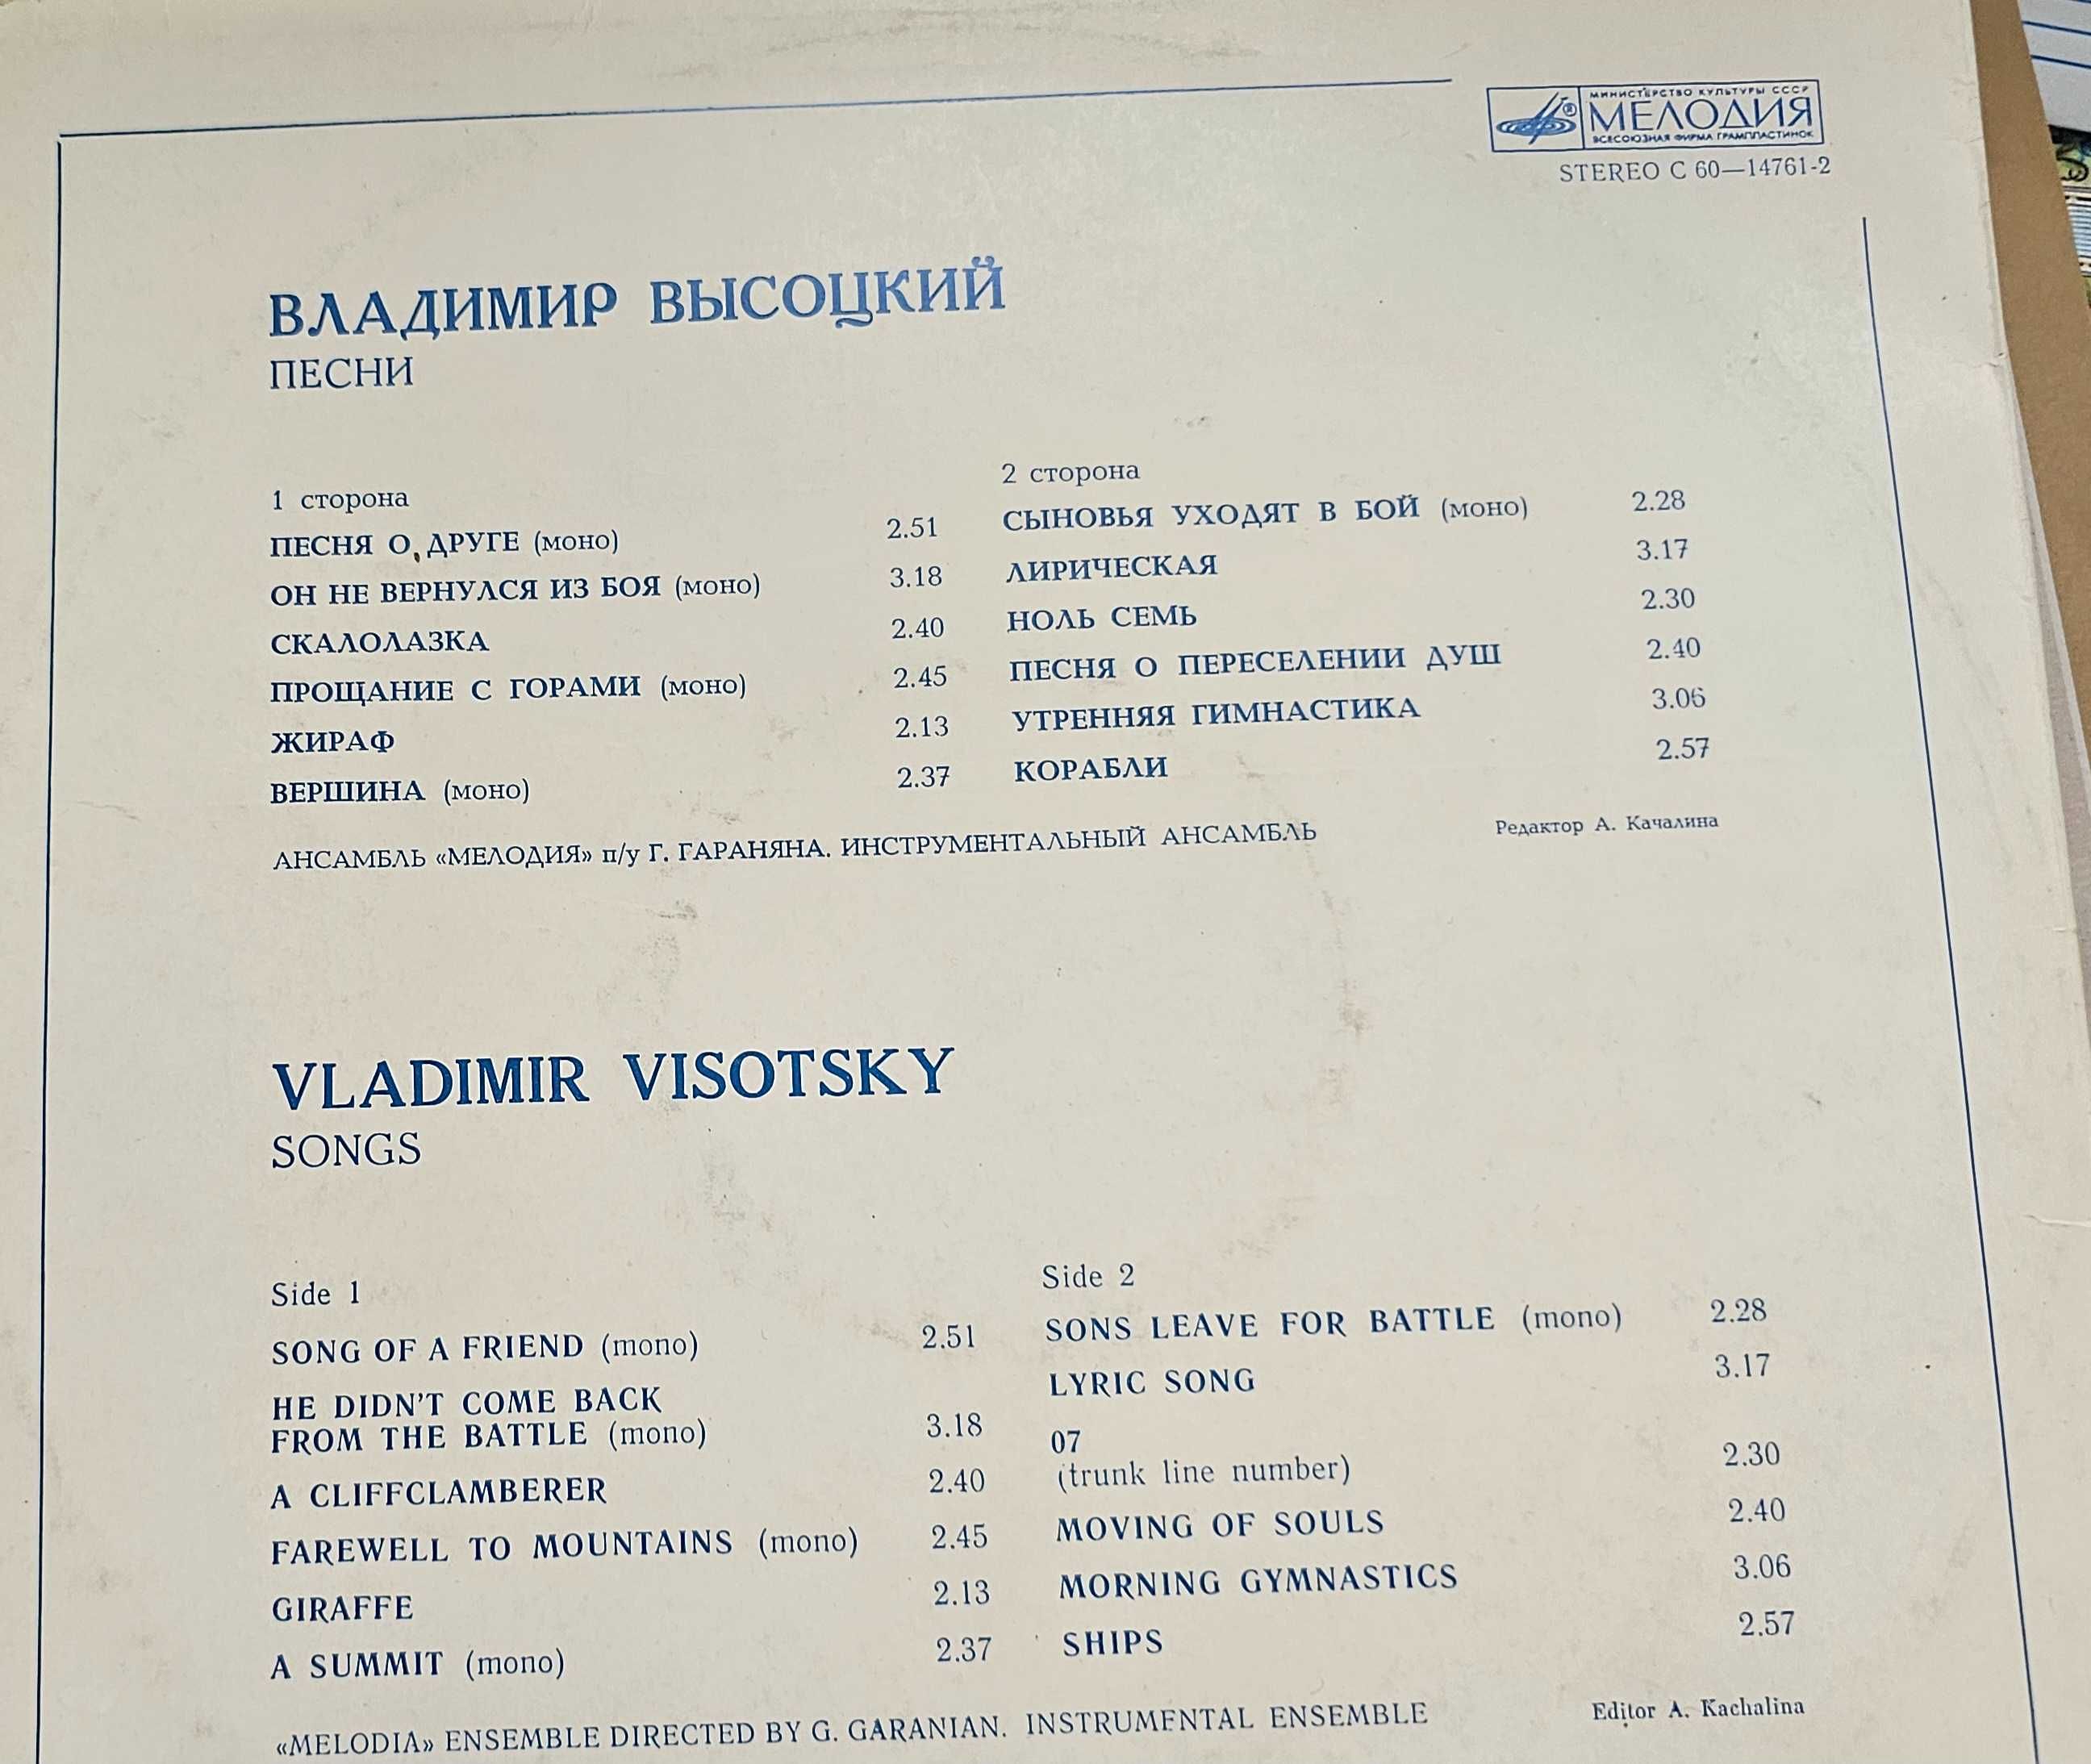 МИНИСТЕРСТВО КУЛЬТУРЫ СССР
МЕЛОДИЯ
ВСЕСОЮЗНАЯ ФИРМА ГРАМПЛАСТИНОК
STEREO С 60—14761-2
ВЛАДИМИР ВЫСОЦКИЙ
ПЕСНИ
1 сторона
ПЕСНЯ О ДРУГЕ (моно) 2.51
ОН НЕ ВЕРНУЛСЯ ИЗ БОЯ (моно) 3.18
СКАЛОЛАЗКА 2.40
ПРОЩАНИЕ С ГОРАМИ (моно) 2.45
ЖИРАФ 2.13
ВЕРШИНА (моно) 2.37
2 сторона
СЫНОВЬЯ УХОДЯТ В БОЙ (моно) 2.28
ЛИРИЧЕСКАЯ 3.17
НОЛЬ СЕМЬ 2.30
ПЕСНЯ О ПЕРЕСЕЛЕНИИ ДУШ 2.40
УТРЕННЯЯ ГИМНАСТИКА 3.06
КОРАБЛИ 2.57
АНСАМБЛЬ «МЕЛОДИЯ» п/у Г. ГАРАНЯНА. ИНСТРУМЕНТАЛЬНЫЙ АНСАМБЛЬ
Редактор А. Качалина
VLADIMIR VISOTSKY
SONGS
Side 1
SONG OF A FRIEND (mono) 2.51
HE DIDN'T COME BACK
FROM THE BATTLE (mono) 3.18
A CLIFFCLAMBERER 2.40
FAREWELL TO MOUNTAINS (mono) 2.45
GIRAFFE 2.13
A SUMMIT (mono) 2.37
Side 2
SONS LEAVE FOR BATTLE (mono) 2.28
LYRIC SONG 3.17
07
(trunk line number) 2.30
MOVING OF SOULS 2.40
MORNING GYMNASTICS 3.06
SHIPS 2.57
«MELODIA» ENSEMBLE DIRECTED BY G. GARANIAN. INSTRUMENTAL ENSEMBLE
Editor A. Kachalina